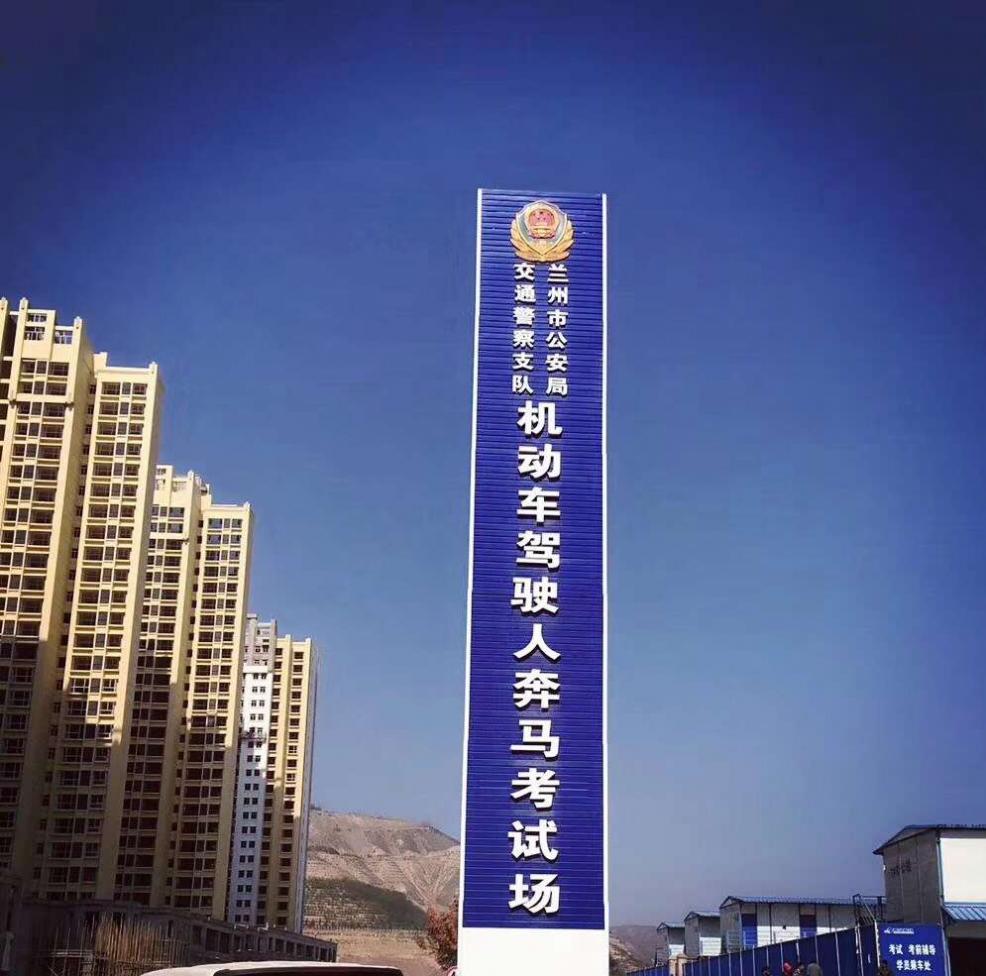 兰州市公安局
交通警察支队
机动车驾驶人奔马考试场
考试 考前辅导
学员乘车处